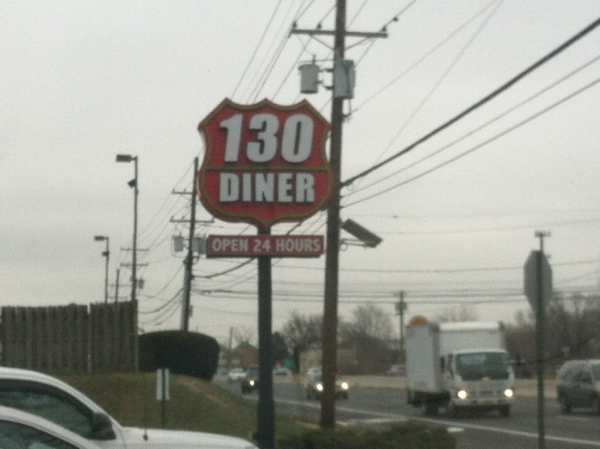 130
DINER
OPEN 24 HOURS